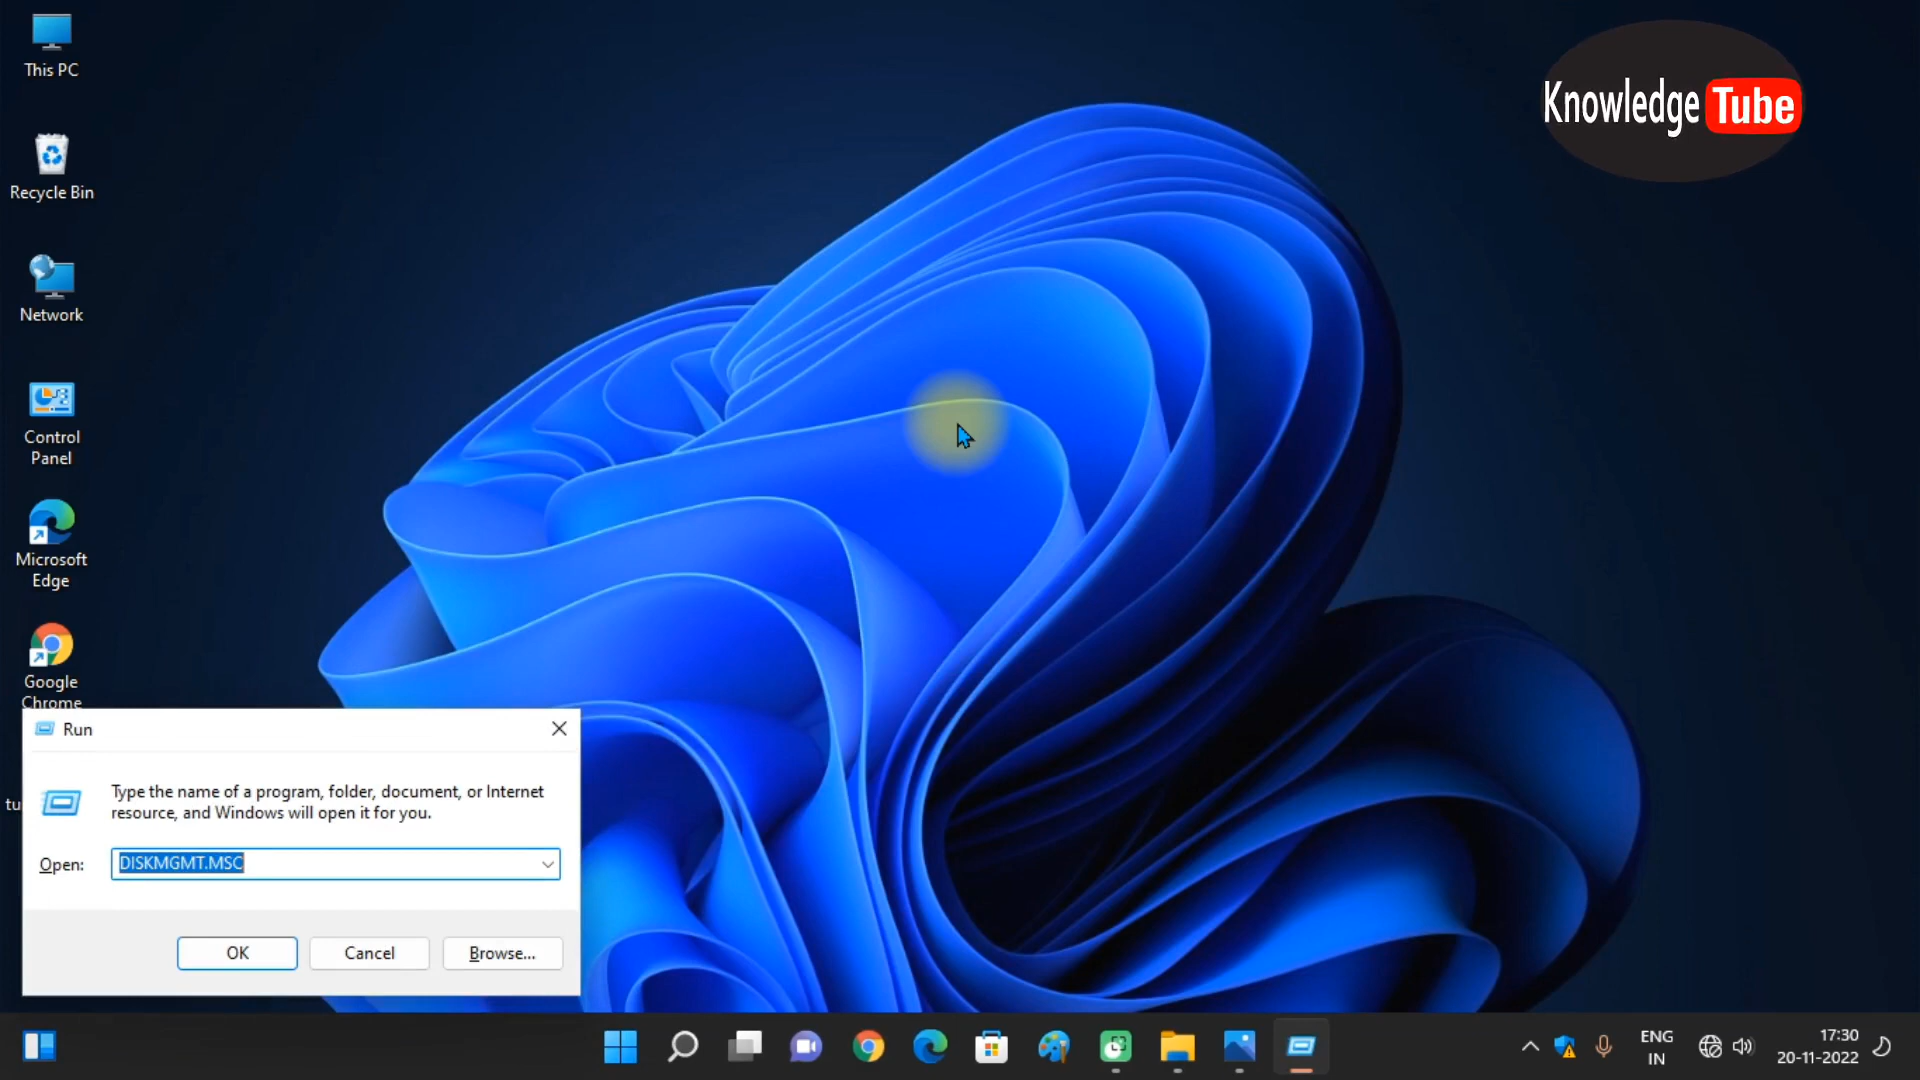 This PC
Knowledge Tube
Recycle Bin
Network
Control
Panel
Microsoft
Edge
Google
Chrome
tu
Run
Type the name of a program, folder, document, or Internet
resource, and Windows will open it for you.
Open: DISKMGMT.MSC
OK Cancel Browse...
ENG
IN
17:30
20-11-2022